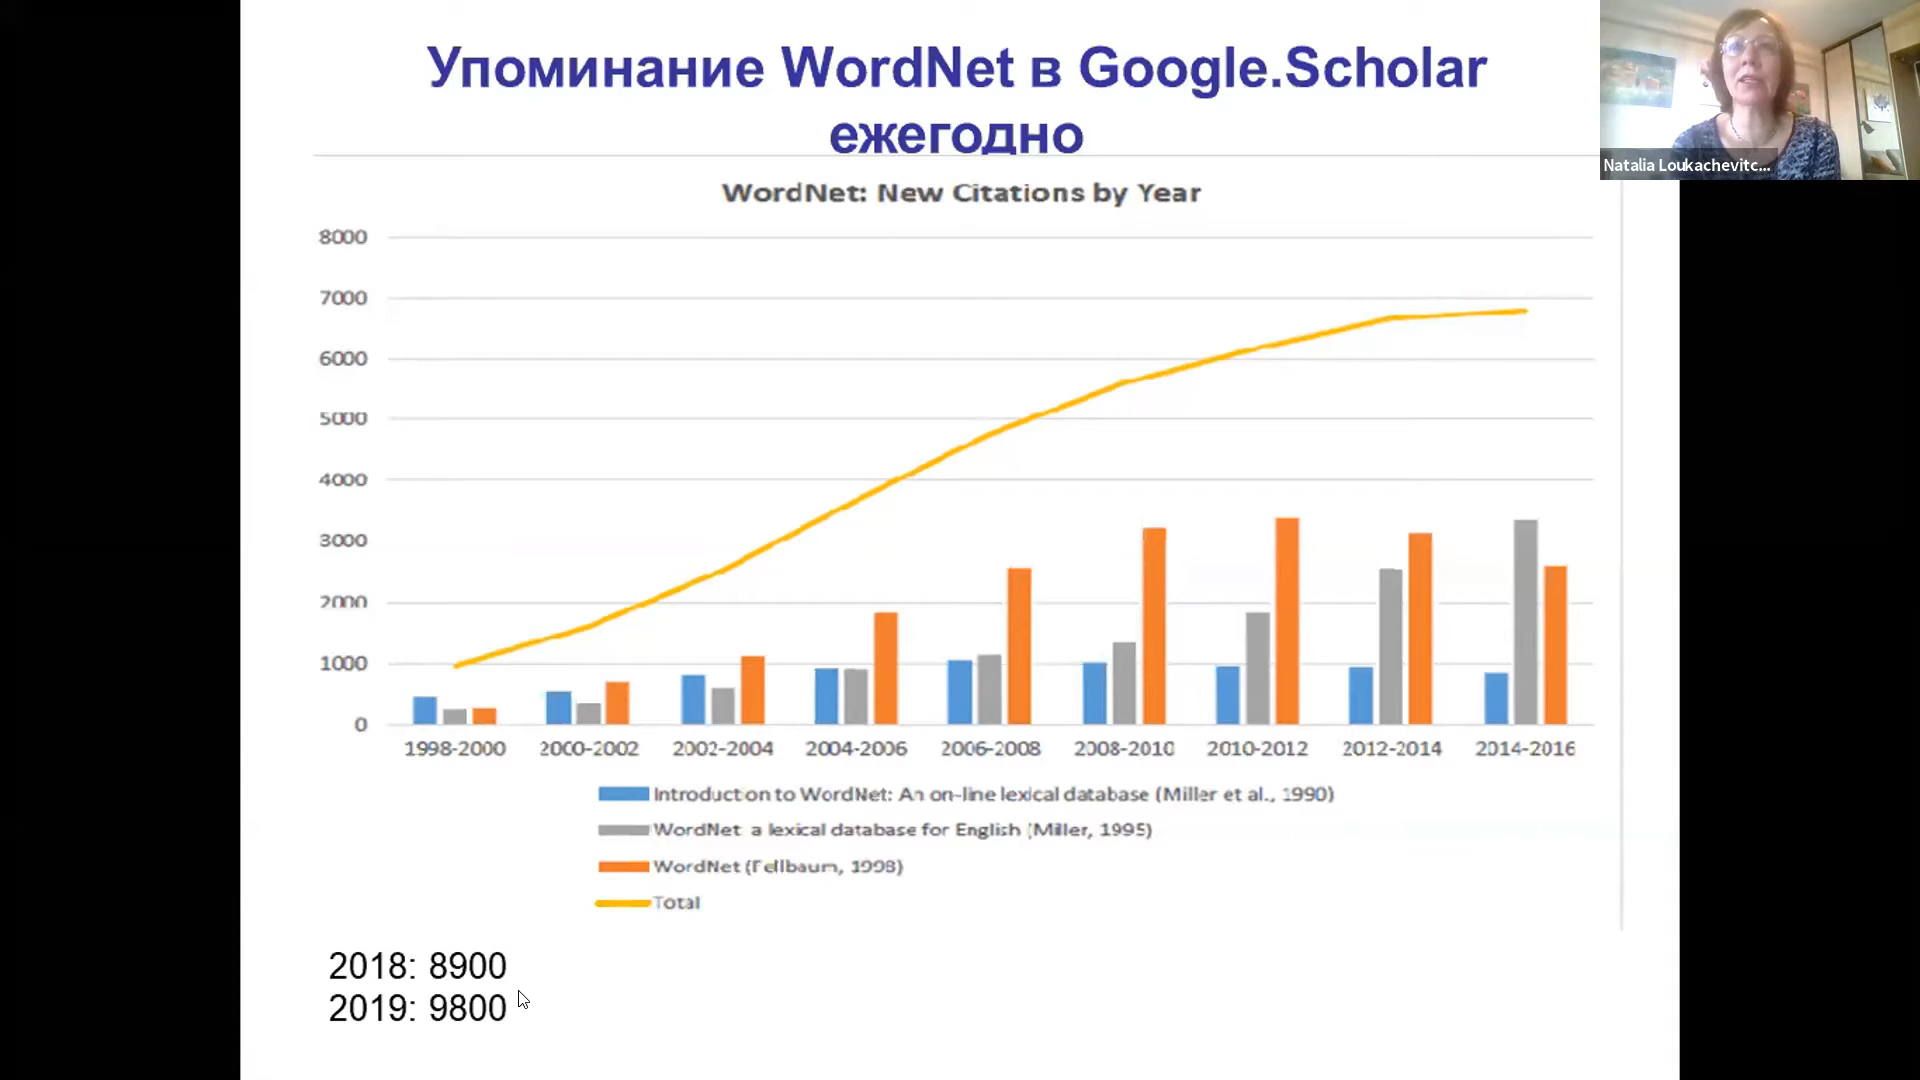 Упоминание WordNet в Google.Scholar
ежегодно
Natalia Loukachevitc...
WordNet: New Citations by Year
8000
7000
6000
5000
4000
3000
2000
1000
0
1998-2000 2000-2002 2002-2004 2004-2006 2006-2008 2008-2010 2010-2012 2012-2014 2014-2016
Introduction to WordNet: An on-line lexical database (Miller et al., 1990)
WordNet: a lexical database for English (Miller, 1995)
WordNet (Fellbaum, 1998)
Total
2018: 8900
2019: 9800